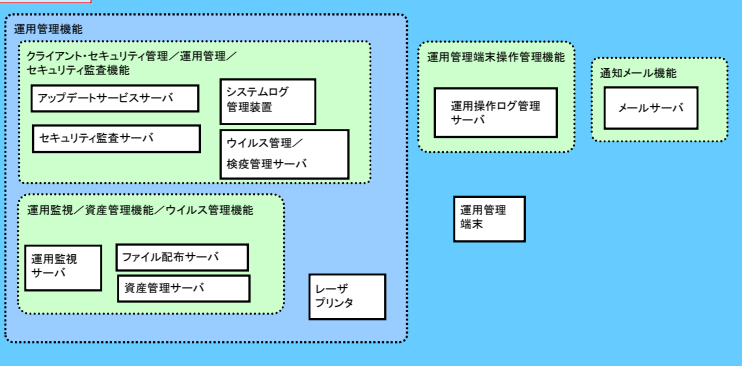 運用管理機能
クライアント・セキュリティ管理／運用管理／
セキュリティ監査機能
アップデートサービスサーバ
システムログ
管理装置
セキュリティ監査サーバ
ウイルス管理／
検疫管理サーバ
運用監視／資産管理機能／ウイルス管理機能
運用監視
サーバ
ファイル配布サーバ
資産管理サーバ
レーザ
プリンタ
運用管理端末操作管理機能
運用操作ログ管理
サーバ
通知メール機能
メールサーバ
運用管理
端末